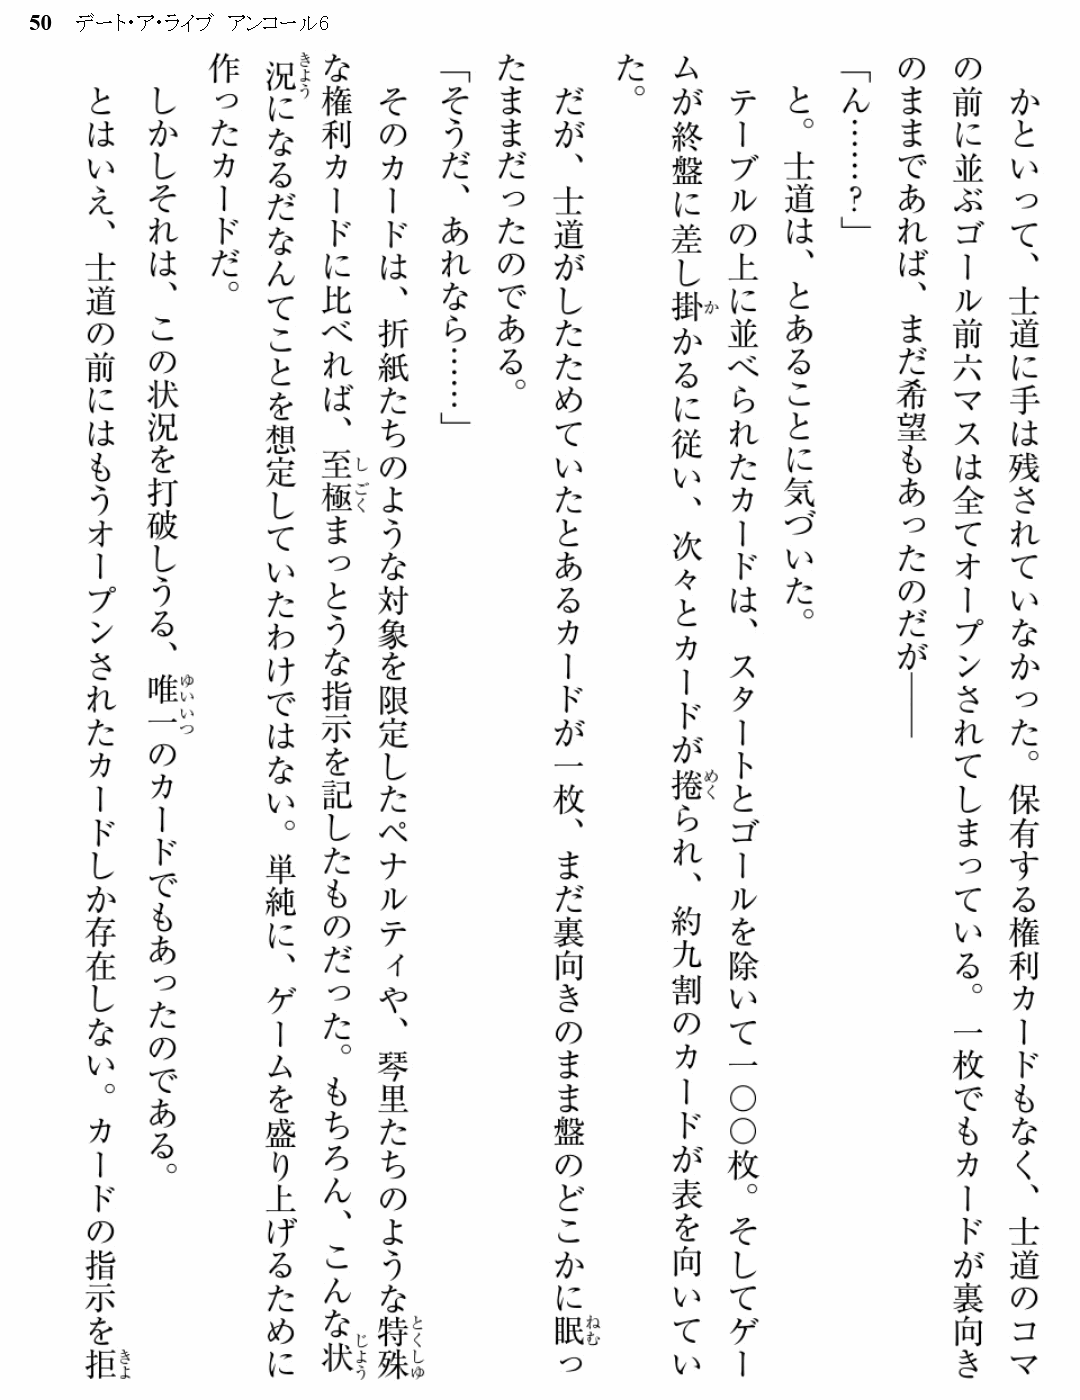 50 デート・ア・ライブ アンコール6
かといって、士道に手は残されていなかった。保有する権利カードもなく、士道のコマ
の前に並ぶゴール前六マスは全てオープンされてしまっている。一枚でもカードが裏向き
のままであれば、まだ希望もあったのだが――
「ん……?」
と。士道は、とあることに気づいた。
テーブルの上に並べられたカードは、スタートとゴールを除いて一〇〇枚。そしてゲー
ムが終盤に差し掛かるに従い、次々とカードが捲られ、約九割のカードが表を向いてい
た。
だが、士道がしたためていたとあるカードが一枚、まだ裏向きのまま盤のどこかに眠っ
たままだったのである。
「そうだ、あれなら……」
そのカードは、折紙たちのような対象を限定したペナルティや、琴里たちのような特殊
な権利カードに比べれば、至極まっとうな指示を記したものだった。もちろん、こんな状
況になるだなんてことを想定していたわけではない。単純に、ゲームを盛り上げるために
作ったカードだ。
しかしそれは、この状況を打破しうる、唯一のカードでもあったのである。
とはいえ、士道の前にはもうオープンされたカードしか存在しない。カードの指示を拒